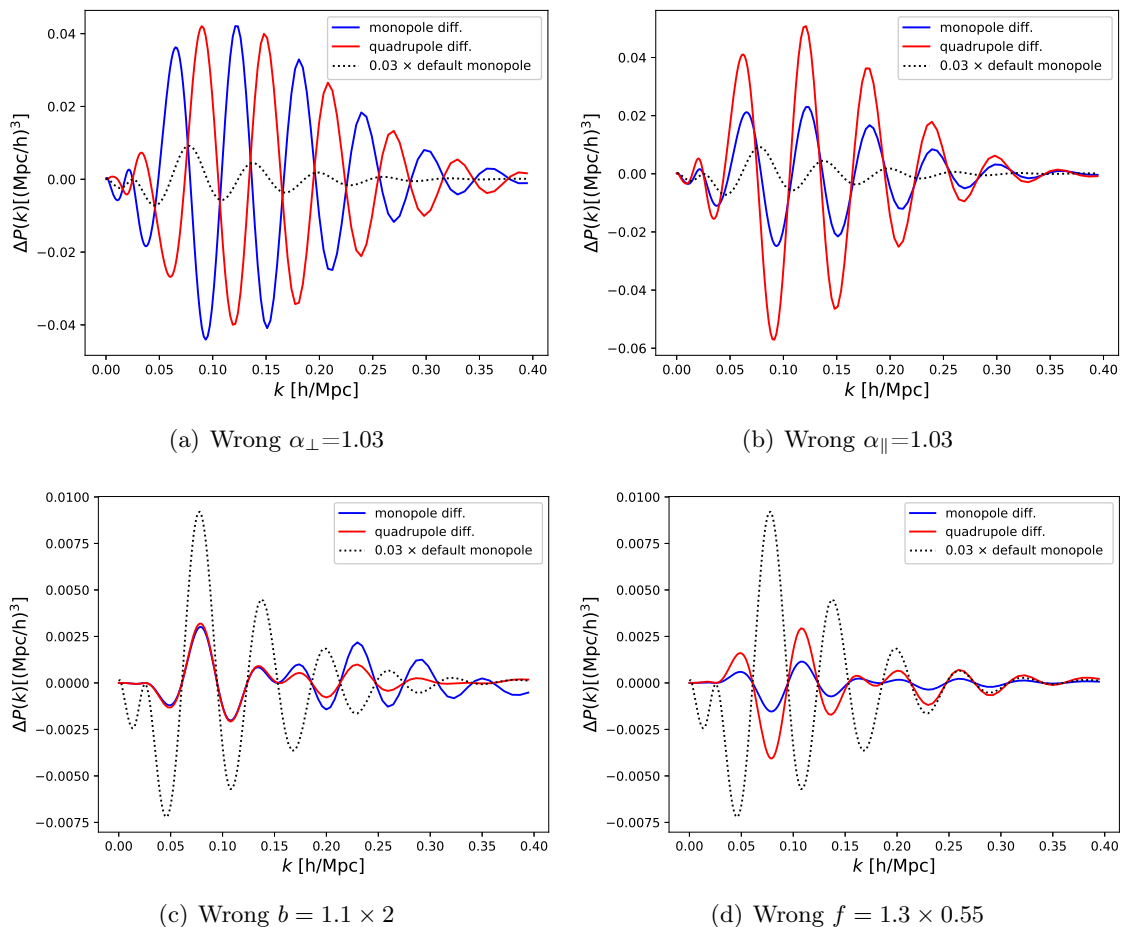 monopole diff.
quadrupole diff.
0.03 × default monopole
0.04
0.02
0.00
−0.02
−0.04
ΔP(k)[(Mpc/h)³]
0.00 0.05 0.10 0.15 0.20 0.25 0.30 0.35 0.40
k [h/Mpc]
(a) Wrong α⊥=1.03
monopole diff.
quadrupole diff.
0.03 × default monopole
0.04
0.02
0.00
−0.02
−0.04
−0.06
ΔP(k)[(Mpc/h)³]
0.00 0.05 0.10 0.15 0.20 0.25 0.30 0.35 0.40
k [h/Mpc]
(b) Wrong α∥=1.03
monopole diff.
quadrupole diff.
0.03 × default monopole
0.0100
0.0075
0.0050
0.0025
0.0000
−0.0025
−0.0050
−0.0075
ΔP(k)[(Mpc/h)³]
0.00 0.05 0.10 0.15 0.20 0.25 0.30 0.35 0.40
k [h/Mpc]
(c) Wrong b = 1.1 × 2
monopole diff.
quadrupole diff.
0.03 × default monopole
0.0100
0.0075
0.0050
0.0025
0.0000
−0.0025
−0.0050
−0.0075
ΔP(k)[(Mpc/h)³]
0.00 0.05 0.10 0.15 0.20 0.25 0.30 0.35 0.40
k [h/Mpc]
(d) Wrong f = 1.3 × 0.55